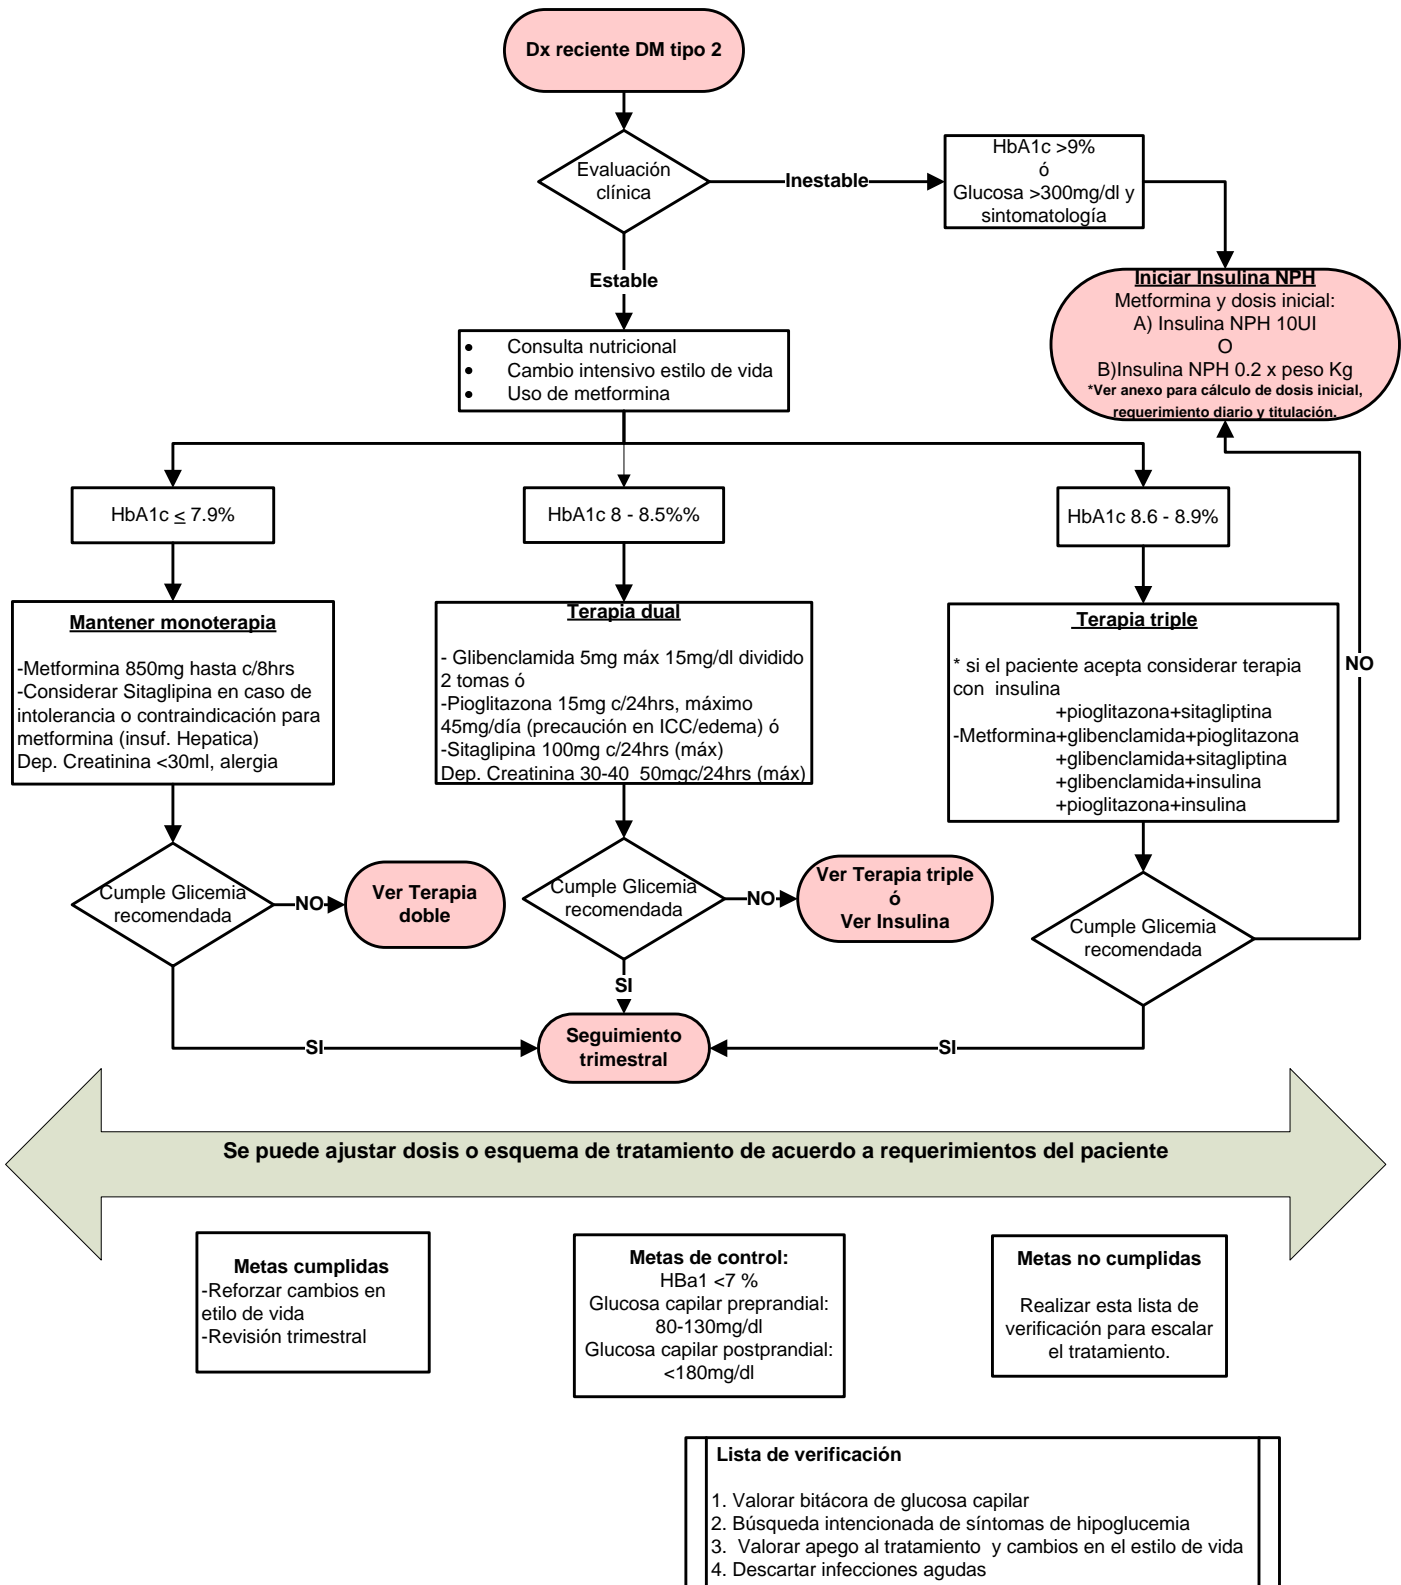 Dx reciente DM tipo 2
Evaluación
clínica
Inestable
HbA1c >9%
ó
Glucosa >300mg/dl y
sintomatología
Estable
Iniciar Insulina NPH
Metformina y dosis inicial:
A) Insulina NPH 10UI
O
B)Insulina NPH 0.2 x peso Kg
*Ver anexo para cálculo de dosis inicial,
requerimiento diario y titulación.
• Consulta nutricional
• Cambio intensivo estilo de vida
• Uso de metformina
HbA1c ≤ 7.9%
HbA1c 8 - 8.5%%
HbA1c 8.6 - 8.9%
Mantener monoterapia
-Metformina 850mg hasta c/8hrs
-Considerar Sitaglipina en caso de
intolerancia o contraindicación para
metformina (insuf. Hepatica)
Dep. Creatinina <30ml, alergia
Terapia dual
- Glibenclamida 5mg máx 15mg/dl dividido
2 tomas ó
-Pioglitazona 15mg c/24hrs, máximo
45mg/día (precaución en ICC/edema) ó
-Sitaglipina 100mg c/24hrs (máx)
Dep. Creatinina 30-40 50mgc/24hrs (máx)
Terapia triple
* si el paciente acepta considerar terapia
con insulina
+pioglitazona+sitagliptina
-Metformina+glibenclamida+pioglitazona
+glibenclamida+sitagliptina
+glibenclamida+insulina
+pioglitazona+insulina
NO
Cumple Glicemia
recomendada
NO
Ver Terapia
doble
Cumple Glicemia
recomendada
NO
Ver Terapia triple
ó
Ver Insulina
Cumple Glicemia
recomendada
SI
SI
Seguimiento
trimestral
SI
Se puede ajustar dosis o esquema de tratamiento de acuerdo a requerimientos del paciente
Metas cumplidas
-Reforzar cambios en
etilo de vida
-Revisión trimestral
Metas de control:
HBa1 <7 %
Glucosa capilar preprandial:
80-130mg/dl
Glucosa capilar postprandial:
<180mg/dl
Metas no cumplidas
Realizar esta lista de
verificación para escalar
el tratamiento.
Lista de verificación
1. Valorar bitácora de glucosa capilar
2. Búsqueda intencionada de síntomas de hipoglucemia
3. Valorar apego al tratamiento y cambios en el estilo de vida
4. Descartar infecciones agudas